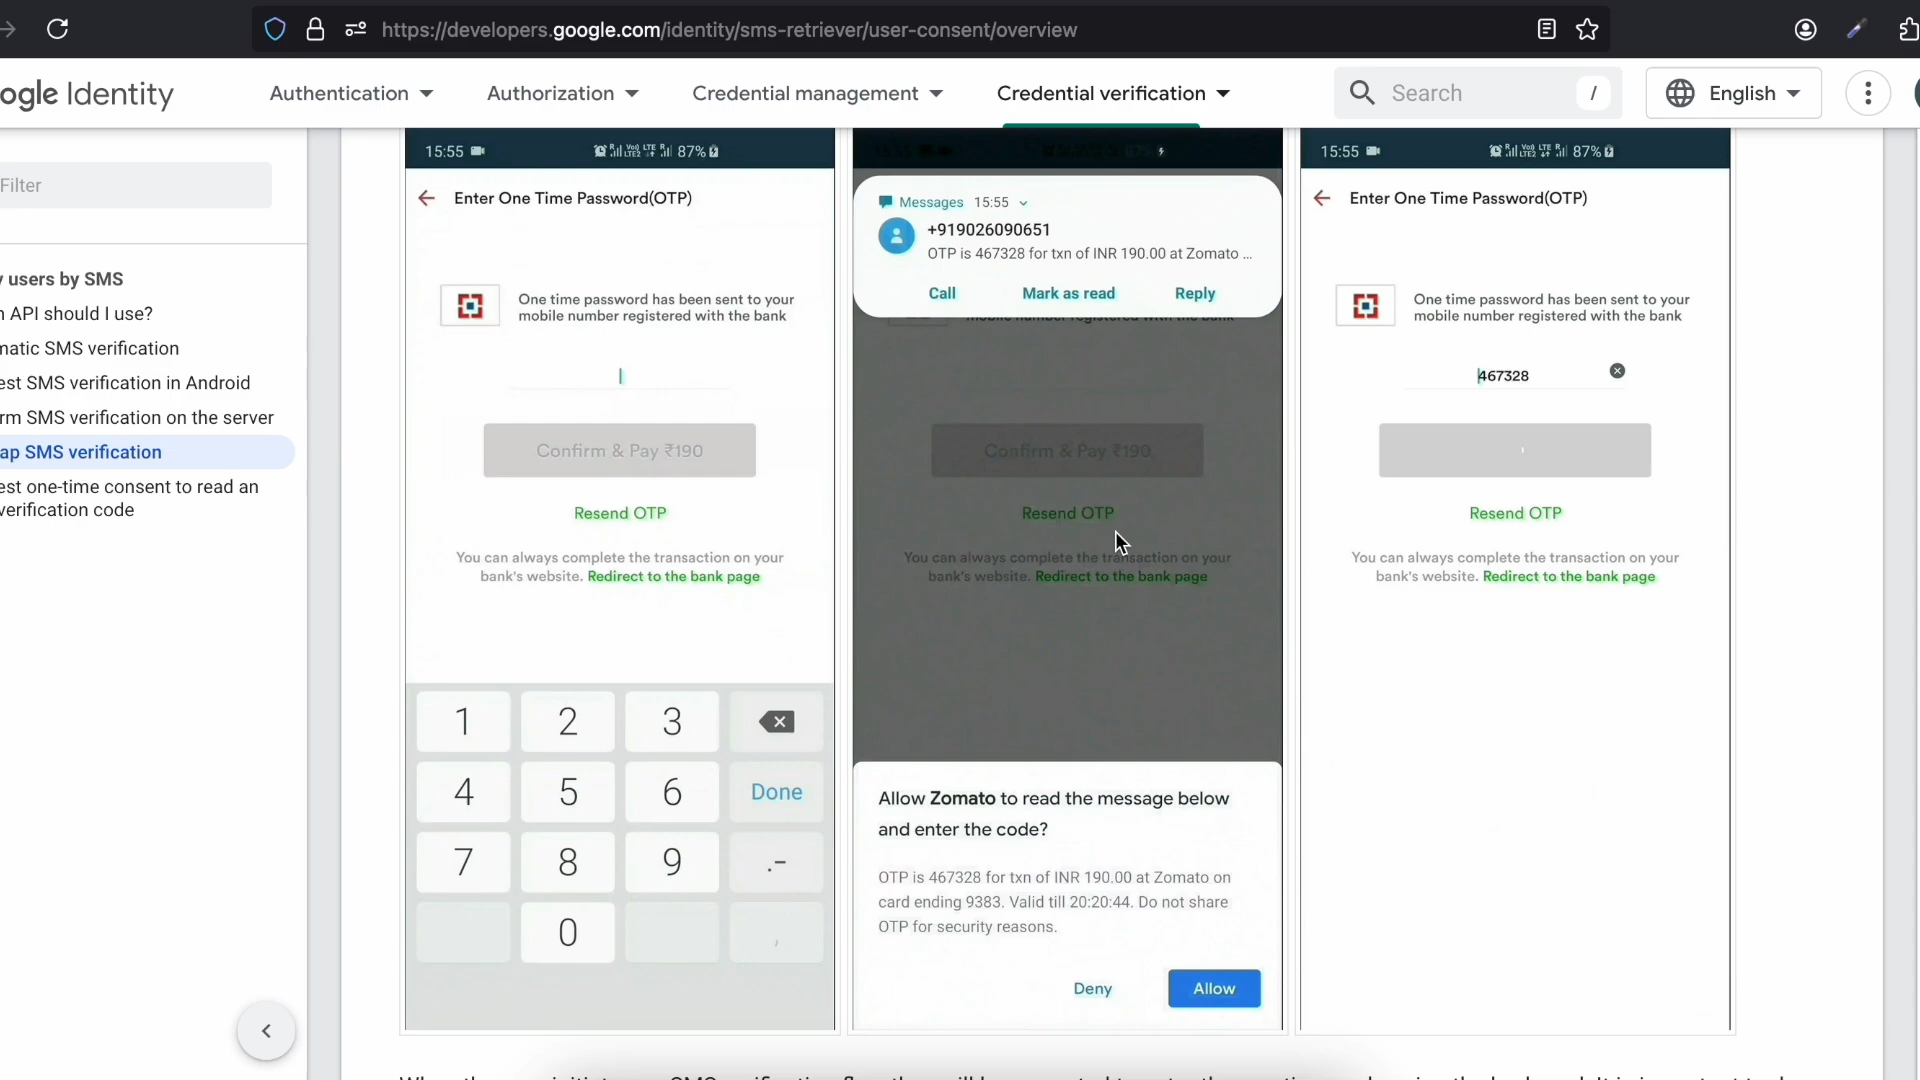 https://developers.google.com/identity/sms-retriever/user-consent/overview
ogle Identity
Authentication
Authorization
Credential management
Credential verification
Search
/
English
Filter
y users by SMS
h API should I use?
matic SMS verification
est SMS verification in Android
rm SMS verification on the server
ap SMS verification
est one-time consent to read an
verification code
15:55
87%
Enter One Time Password(OTP)
One time password has been sent to your
mobile number registered with the bank
Confirm & Pay ₹190
Resend OTP
You can always complete the transaction on your
bank's website. Redirect to the bank page
1 2 3
4 5 6 Done
7 8 9 .-
0 ,
Messages 15:55
+919026090651
OTP is 467328 for txn of INR 190.00 at Zomato ...
Call Mark as read Reply
mobile number registered with the bank
Confirm & Pay ₹190
Resend OTP
You can always complete the transaction on your
bank's website. Redirect to the bank page
Allow Zomato to read the message below
and enter the code?
OTP is 467328 for txn of INR 190.00 at Zomato on
card ending 9383. Valid till 20:20:44. Do not share
OTP for security reasons.
Deny Allow
15:55
87%
Enter One Time Password(OTP)
One time password has been sent to your
mobile number registered with the bank
467328
Resend OTP
You can always complete the transaction on your
bank's website. Redirect to the bank page